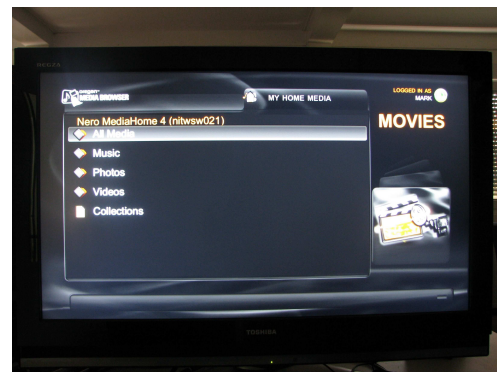 REGZA
MEDIA BROWSER
MY HOME MEDIA
LOGGED IN AS
MARK
Nero MediaHome 4 (nitwsw021)
MOVIES
All Media
Music
Photos
Videos
Collections
TOSHIBA